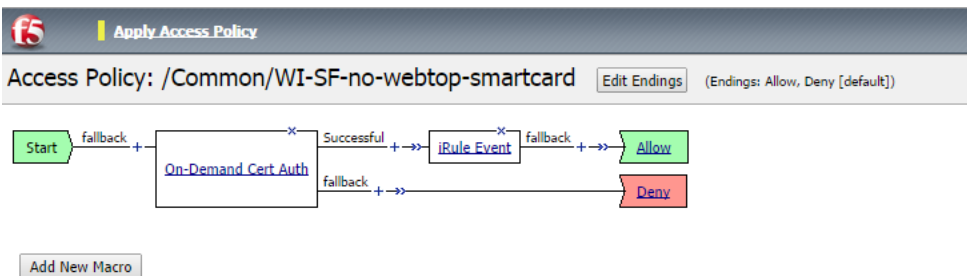 f5 Apply Access Policy
Access Policy: /Common/WI-SF-no-webtop-smartcard Edit Endings (Endings: Allow, Deny [default])
Start fallback + On-Demand Cert Auth Successful + iRule Event fallback + Allow
fallback + Deny
Add New Macro